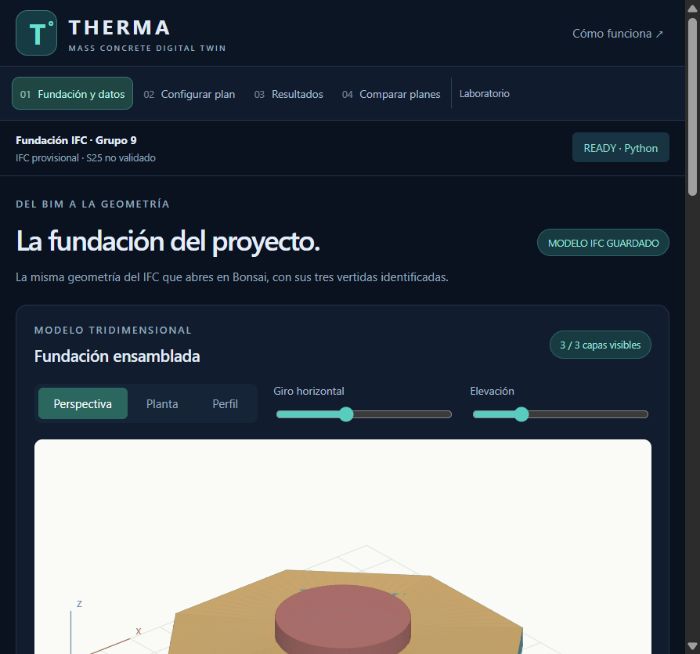 T°
THERMA
MASS CONCRETE DIGITAL TWIN
Cómo funciona ↗
01 Fundación y datos
02 Configurar plan
03 Resultados
04 Comparar planes
Laboratorio
Fundación IFC · Grupo 9
IFC provisional · S25 no validado
READY · Python
DEL BIM A LA GEOMETRÍA
La fundación del proyecto.
MODELO IFC GUARDADO
La misma geometría del IFC que abres en Bonsai, con sus tres vertidas identificadas.
MODELO TRIDIMENSIONAL
Fundación ensamblada
3 / 3 capas visibles
Perspectiva
Planta
Perfil
Giro horizontal
Elevación
Z
X